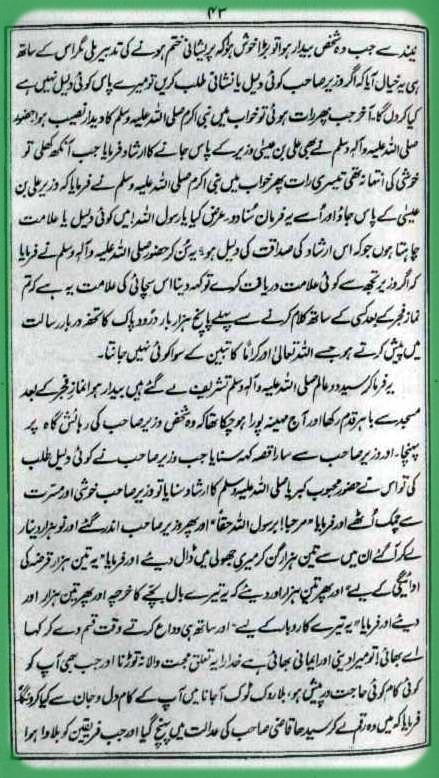 ۴۳
نیند سے جب وہ شخص بیدار ہوا تو بڑا خوش ہوا کہ پریشانی ختم ہونے کی تدبیر ملی مگر اس کے ساتھ
ہی یہ خیال آیا کہ اگر وزیر صاحب کوئی دلیل یا نشانی طلب کریں تو میرے پاس کوئی دلیل نہیں ہے
کیا کروں گا۔ آخر جب پھر رات ہوئی تو خواب میں نبی اکرم صلی اللہ علیہ وسلم کا دیدار نصیب ہوا حضور
صلی اللہ علیہ وآلہ وسلم نے پھر علی بن عیسیٰ وزیر کے پاس جانے کا ارشاد فرمایا جب آنکھ کھلی تو
خوشی کی انتہا نہ تھی تیسری رات پھر خواب میں نبی اکرم صلی اللہ علیہ وسلم نے فرمایا کہ وزیر علی بن
عیسیٰ کے پاس جاؤ اور اُسے یہ فرمان سُنا دو۔ عرض کیا یا رسول اللہ! میں کوئی دلیل یا علامت
چاہتا ہوں جو کہ اس ارشاد کی صداقت کی دلیل ہو، یہ سُن کر حضور صلی اللہ علیہ وآلہ وسلم نے فرمایا
کہ اگر وزیر تجھ سے کوئی علامت دریافت کرے تو کہہ دینا اس سچائی کی علامت یہ ہے کہ تم
نماز فجر کے بعد کسی کے ساتھ کلام کرنے سے پہلے پانچ ہزار بار درُود پاک کا تحفہ دربار رسالت
میں پیش کرتے ہو جسے اللہ تعالیٰ اور کراماً کاتبین کے سوا کوئی نہیں جانتا۔
یہ فرما کر سیدِ دو عالم صلی اللہ علیہ وآلہ وسلم تشریف لے گئے میں بیدار ہوا نماز فجر کے بعد
مسجد سے باہر قدم رکھا اور آج مہینہ پورا ہو چکا تھا کہ وہ شخص وزیر صاحب کی رہائش گاہ پر
پہنچا۔ اور وزیر صاحب سے سارا قصہ کہہ سنایا جب وزیر صاحب نے کوئی دلیل طلب
کی تو اس نے حضور محبوب کبریا صلی اللہ علیہ وسلم کا ارشاد سنایا تو وزیر صاحب خوشی اور مسرت
سے چمک اُٹھے اور فرمایا "مرحبا! برسول اللہ حقاً" اور پھر وزیر صاحب اندر گئے اور نو ہزار دینار
لے کر آ گئے ان میں سے تین ہزار گن کر میری جھولی میں ڈال دیئے اور فرمایا "یہ تین ہزار قرضہ کی
ادائیگی کے لیے" اور پھر تین ہزار اور دیئے کہ یہ تیرے بال بچے کا خرچہ اور پھر تین ہزار اور
دیئے اور فرمایا "یہ تیرے کاروبار کے لیے" اور ساتھ ہی وداع کرتے وقت قسم دے کر کہا
اے بھائی! تو میرا دینی اور ایمانی بھائی ہے خدارا یہ تعلق محبت والا نہ توڑنا اور جب بھی آپ کو
کوئی کام کوئی حاجت درپیش ہو، بلا روک ٹوک آ جانا میں آپ کے کام دل و جان سے کیا کروں گا۔
فرمایا کہ میں وہ رقم لے کر سیدھا قاضی صاحب کی عدالت میں پہنچ گیا اور جب فریقین کو بلاوا ہوا